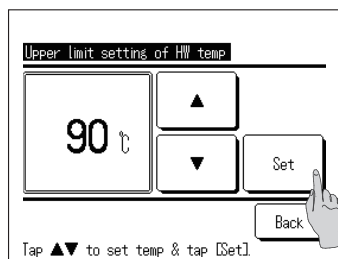 Upper limit setting of HW temp
▲
90 ℃
▼
Set
Back
Tap ▲▼ to set temp & tap [Set].